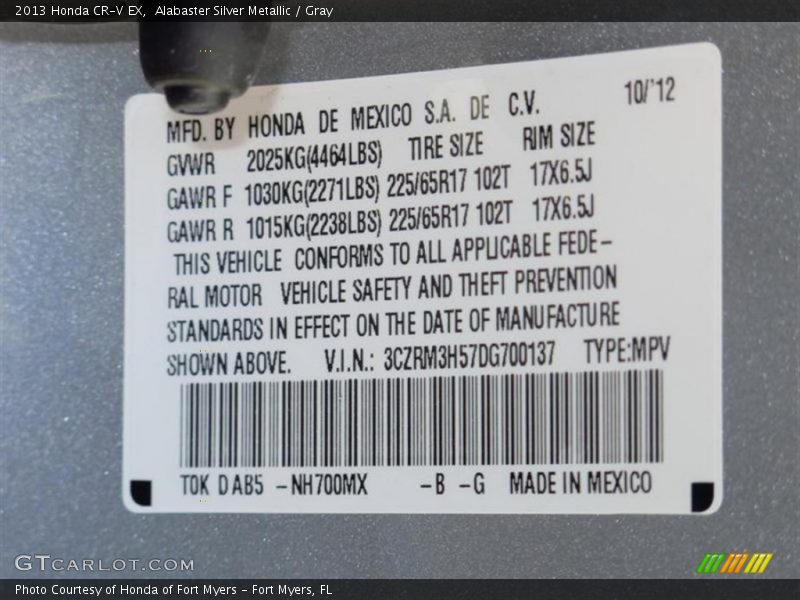 2013 Honda CR-V EX, Alabaster Silver Metallic / Gray
10/'12
MFD. BY HONDA DE MEXICO S.A. DE C.V.
GVWR 2025KG(4464LBS) TIRE SIZE RIM SIZE
GAWR F 1030KG(2271LBS) 225/65R17 102T 17X6.5J
GAWR R 1015KG(2238LBS) 225/65R17 102T 17X6.5J
THIS VEHICLE CONFORMS TO ALL APPLICABLE FEDE-
RAL MOTOR VEHICLE SAFETY AND THEFT PREVENTION
STANDARDS IN EFFECT ON THE DATE OF MANUFACTURE
SHOWN ABOVE. V.I.N.: 3CZRM3H57DG700137 TYPE:MPV
TOK DAB5 -NH700MX -B -G MADE IN MEXICO
GTCARLOT.COM
Photo Courtesy of Honda of Fort Myers - Fort Myers, FL